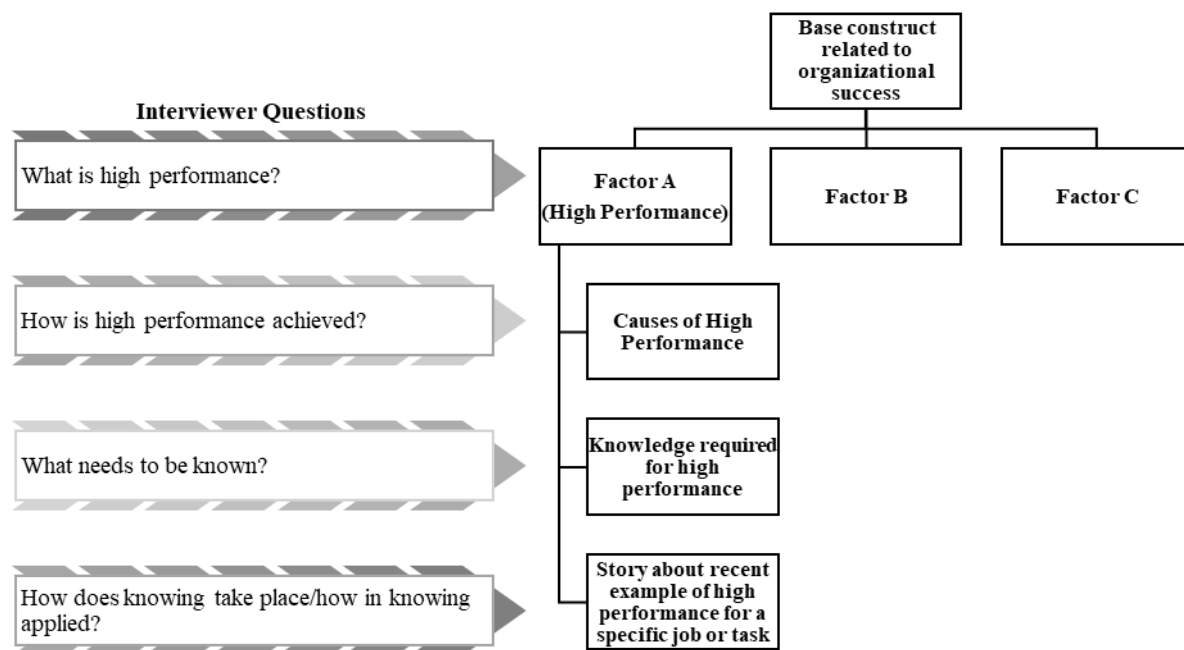 Base construct
related to
organizational
success
Interviewer Questions
What is high performance?
Factor A
(High Performance)
Factor B
Factor C
How is high performance achieved?
Causes of High
Performance
What needs to be known?
Knowledge required
for high
performance
How does knowing take place/how in knowing
applied?
Story about recent
example of high
performance for a
specific job or task